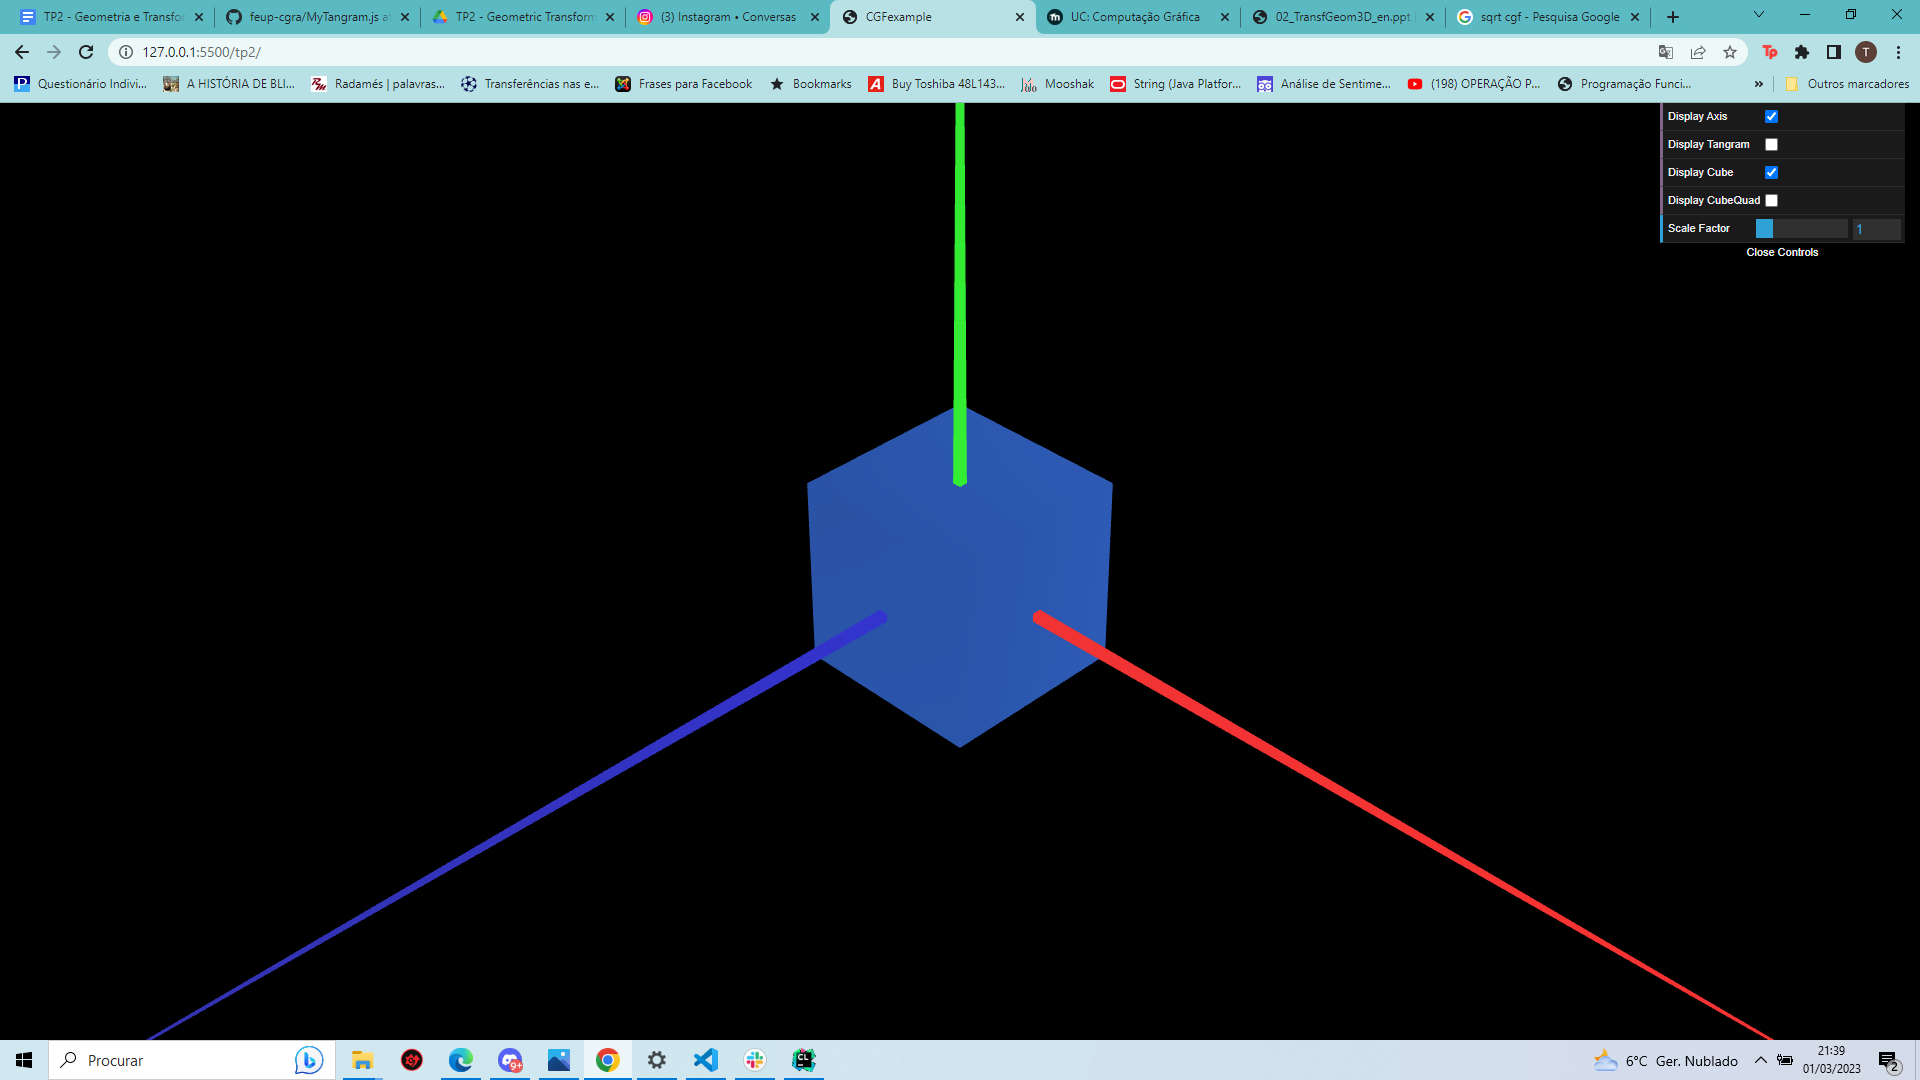 TP2 - Geometria e Transfor
feup-cgra/MyTangram.js at
TP2 - Geometric Transform
(3) Instagram • Conversas
CGFexample
UC: Computação Gráfica
02_TransfGeom3D_en.ppt
sqrt cgf - Pesquisa Google
127.0.0.1:5500/tp2/
T
Questionário Indivi...
A HISTÓRIA DE BLI...
Radamés | palavras...
Transferências nas e...
Frases para Facebook
Bookmarks
Buy Toshiba 48L143...
Mooshak
String (Java Platfor...
Análise de Sentime...
(198) OPERAÇÃO P...
Programação Funci...
»
Outros marcadores
Display Axis
Display Tangram
Display Cube
Display CubeQuad
Scale Factor 1
Close Controls
Procurar
9+
CL
6°C Ger. Nublado
21:39
01/03/2023
2